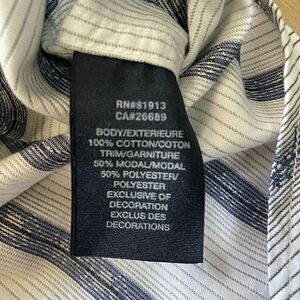 RN#81913
CA#26689
BODY/EXTERIEURE
100% COTTON/COTON
TRIM/GARNITURE
50% MODAL/MODAL
50% POLYESTER/
POLYESTER
EXCLUSIVE OF
DECORATION
EXCLUS DES
DECORATIONS